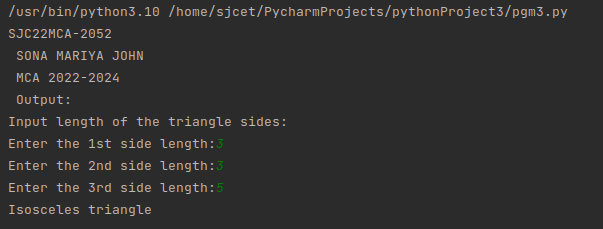 /usr/bin/python3.10 /home/sjcet/PycharmProjects/pythonProject3/pgm3.py
SJC22MCA-2052
SONA MARIYA JOHN
MCA 2022-2024
Output:
Input length of the triangle sides:
Enter the 1st side length:3
Enter the 2nd side length:3
Enter the 3rd side length:5
Isosceles triangle